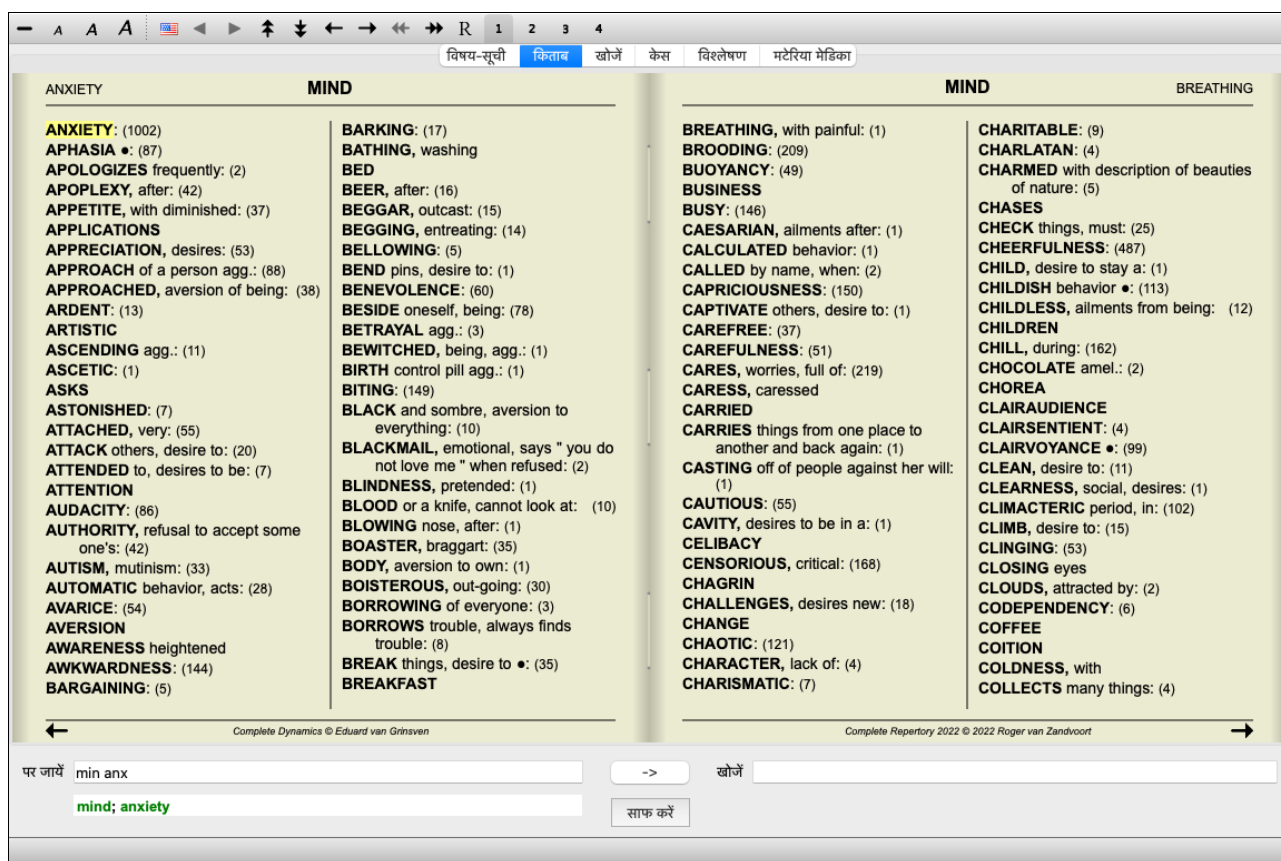 A A A R 1 2 3 4
विषय-सूची किताब खोजें केस विश्लेषण मटेरिया मेडिका
ANXIETY MIND
ANXIETY: (1002)
APHASIA ●: (87)
APOLOGIZES frequently: (2)
APOPLEXY, after: (42)
APPETITE, with diminished: (37)
APPLICATIONS
APPRECIATION, desires: (53)
APPROACH of a person agg.: (88)
APPROACHED, aversion of being: (38)
ARDENT: (13)
ARTISTIC
ASCENDING agg.: (11)
ASCETIC: (1)
ASKS
ASTONISHED: (7)
ATTACHED, very: (55)
ATTACK others, desire to: (20)
ATTENDED to, desires to be: (7)
ATTENTION
AUDACITY: (86)
AUTHORITY, refusal to accept some
one's: (42)
AUTISM, mutinism: (33)
AUTOMATIC behavior, acts: (28)
AVARICE: (54)
AVERSION
AWARENESS heightened
AWKWARDNESS: (144)
BARGAINING: (5)
BARKING: (17)
BATHING, washing
BED
BEER, after: (16)
BEGGAR, outcast: (15)
BEGGING, entreating: (14)
BELLOWING: (5)
BEND pins, desire to: (1)
BENEVOLENCE: (60)
BESIDE oneself, being: (78)
BETRAYAL agg.: (3)
BEWITCHED, being, agg.: (1)
BIRTH control pill agg.: (1)
BITING: (149)
BLACK and sombre, aversion to
everything: (10)
BLACKMAIL, emotional, says " you do
not love me " when refused: (2)
BLINDNESS, pretended: (1)
BLOOD or a knife, cannot look at: (10)
BLOWING nose, after: (1)
BOASTER, braggart: (35)
BODY, aversion to own: (1)
BOISTEROUS, out-going: (30)
BORROWING of everyone: (3)
BORROWS trouble, always finds
trouble: (8)
BREAK things, desire to ●: (35)
BREAKFAST
Complete Dynamics © Eduard van Grinsven
MIND BREATHING
BREATHING, with painful: (1)
BROODING: (209)
BUOYANCY: (49)
BUSINESS
BUSY: (146)
CAESARIAN, ailments after: (1)
CALCULATED behavior: (1)
CALLED by name, when: (2)
CAPRICIOUSNESS: (150)
CAPTIVATE others, desire to: (1)
CAREFREE: (37)
CAREFULNESS: (51)
CARES, worries, full of: (219)
CARESS, caressed
CARRIED
CARRIES things from one place to
another and back again: (1)
CASTING off of people against her will:
(1)
CAUTIOUS: (55)
CAVITY, desires to be in a: (1)
CELIBACY
CENSORIOUS, critical: (168)
CHAGRIN
CHALLENGES, desires new: (18)
CHANGE
CHAOTIC: (121)
CHARACTER, lack of: (4)
CHARISMATIC: (7)
CHARITABLE: (9)
CHARLATAN: (4)
CHARMED with description of beauties
of nature: (5)
CHASES
CHECK things, must: (25)
CHEERFULNESS: (487)
CHILD, desire to stay a: (1)
CHILDISH behavior ●: (113)
CHILDLESS, ailments from being: (12)
CHILDREN
CHILL, during: (162)
CHOCOLATE amel.: (2)
CHOREA
CLAIRAUDIENCE
CLAIRSENTIENT: (4)
CLAIRVOYANCE ●: (99)
CLEAN, desire to: (11)
CLEARNESS, social, desires: (1)
CLIMACTERIC period, in: (102)
CLIMB, desire to: (15)
CLINGING: (53)
CLOSING eyes
CLOUDS, attracted by: (2)
CODEPENDENCY: (6)
COFFEE
COITION
COLDNESS, with
COLLECTS many things: (4)
Complete Repertory 2022 © 2022 Roger van Zandvoort
पर जायें min anx -> खोजें
mind; anxiety साफ करें